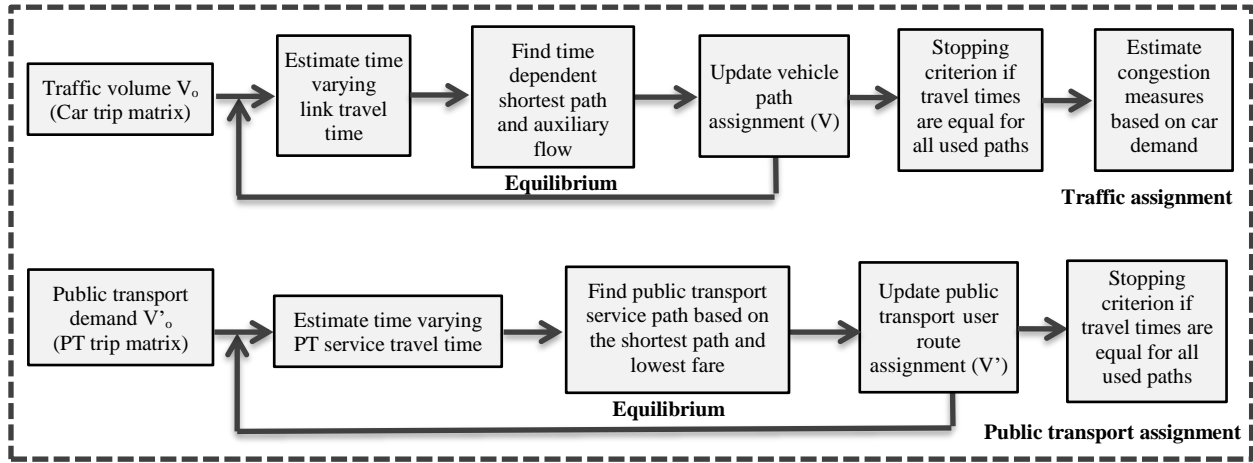 Traffic volume Vo
(Car trip matrix)
Estimate time
varying
link travel
time
Find time
dependent
shortest path
and auxiliary
flow
Update vehicle
path
assignment (V)
Stopping
criterion if
travel times
are equal for
all used paths
Estimate
congestion
measures
based on car
demand
Equilibrium
Traffic assignment
Public transport
demand V’o
(PT trip matrix)
Estimate time varying
PT service travel time
Find public transport
service path based on
the shortest path and
lowest fare
Update public
transport user
route
assignment (V’)
Stopping
criterion if
travel times are
equal for all
used paths
Equilibrium
Public transport assignment